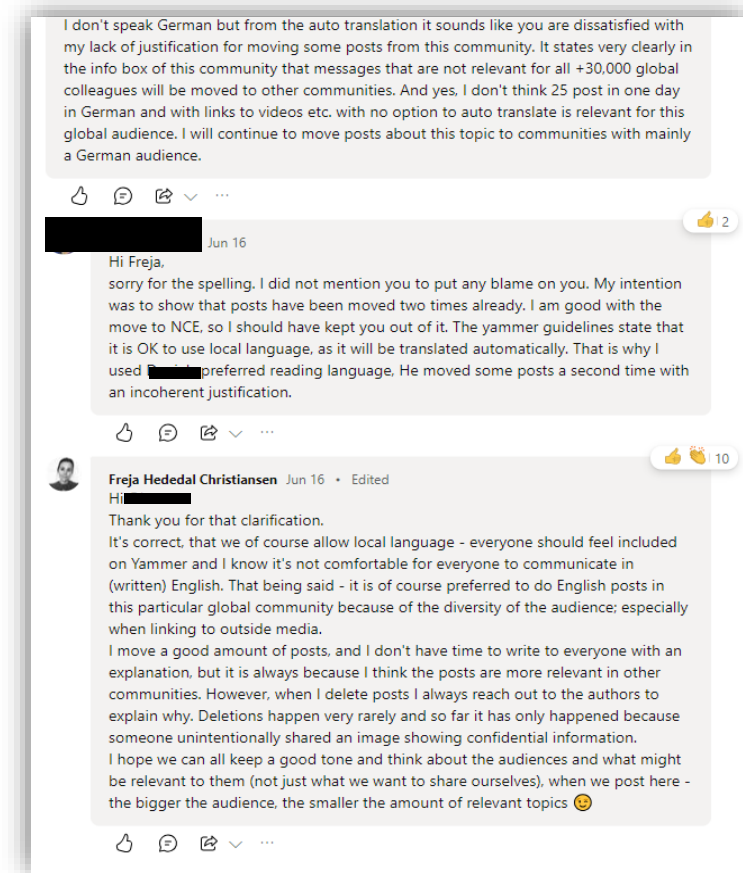 I don't speak German but from the auto translation it sounds like you are dissatisfied with
my lack of justification for moving some posts from this community. It states very clearly in
the info box of this community that messages that are not relevant for all +30,000 global
colleagues will be moved to other communities. And yes, I don't think 25 post in one day
in German and with links to videos etc. with no option to auto translate is relevant for this
global audience. I will continue to move posts about this topic to communities with mainly
a German audience.
👍 2
Jun 16
Hi Freja,
sorry for the spelling. I did not mention you to put any blame on you. My intention
was to show that posts have been moved two times already. I am good with the
move to NCE, so I should have kept you out of it. The yammer guidelines state that
it is OK to use local language, as it will be translated automatically. That is why I
used preferred reading language, He moved some posts a second time with
an incoherent justification.
👍 👏 10
Freja Hededal Christiansen Jun 16 • Edited
Hi
Thank you for that clarification.
It's correct, that we of course allow local language - everyone should feel included
on Yammer and I know it's not comfortable for everyone to communicate in
(written) English. That being said - it is of course preferred to do English posts in
this particular global community because of the diversity of the audience; especially
when linking to outside media.
I move a good amount of posts, and I don't have time to write to everyone with an
explanation, but it is always because I think the posts are more relevant in other
communities. However, when I delete posts I always reach out to the authors to
explain why. Deletions happen very rarely and so far it has only happened because
someone unintentionally shared an image showing confidential information.
I hope we can all keep a good tone and think about the audiences and what might
be relevant to them (not just what we want to share ourselves), when we post here -
the bigger the audience, the smaller the amount of relevant topics 😉